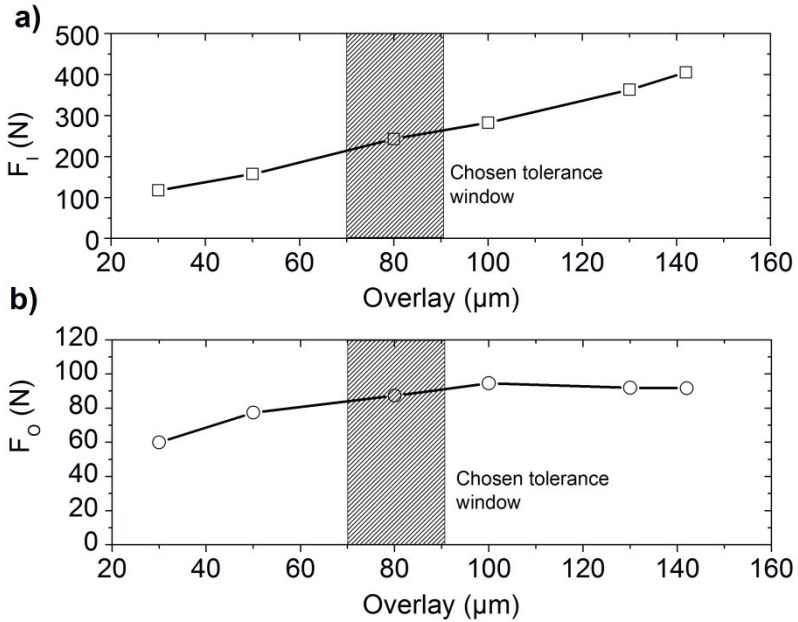 a)
500
400
300
200
100
0
F_I (N)
Chosen tolerance
window
20 40 60 80 100 120 140 160
Overlay (µm)
b)
120
100
80
60
40
20
0
F_O (N)
Chosen tolerance
window
20 40 60 80 100 120 140 160
Overlay (µm)